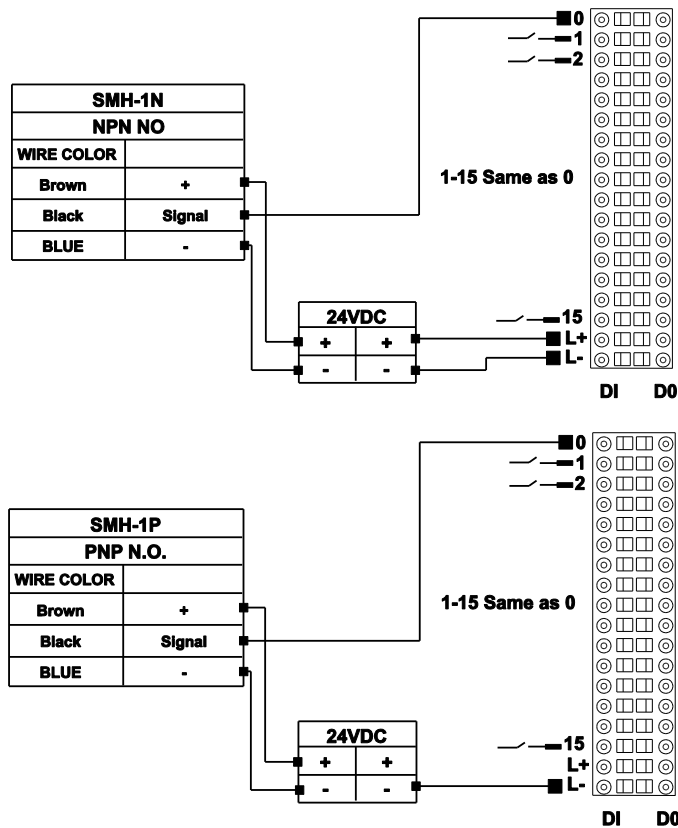 0
1
2
SMH-1N
NPN NO
WIRE COLOR
Brown +
Black Signal
BLUE -
1-15 Same as 0
15
24VDC
+ +
- -
L+
L-
DI D0
0
1
2
SMH-1P
PNP N.O.
WIRE COLOR
Brown +
Black Signal
BLUE -
1-15 Same as 0
15
24VDC
+ +
- -
L+
L-
DI D0